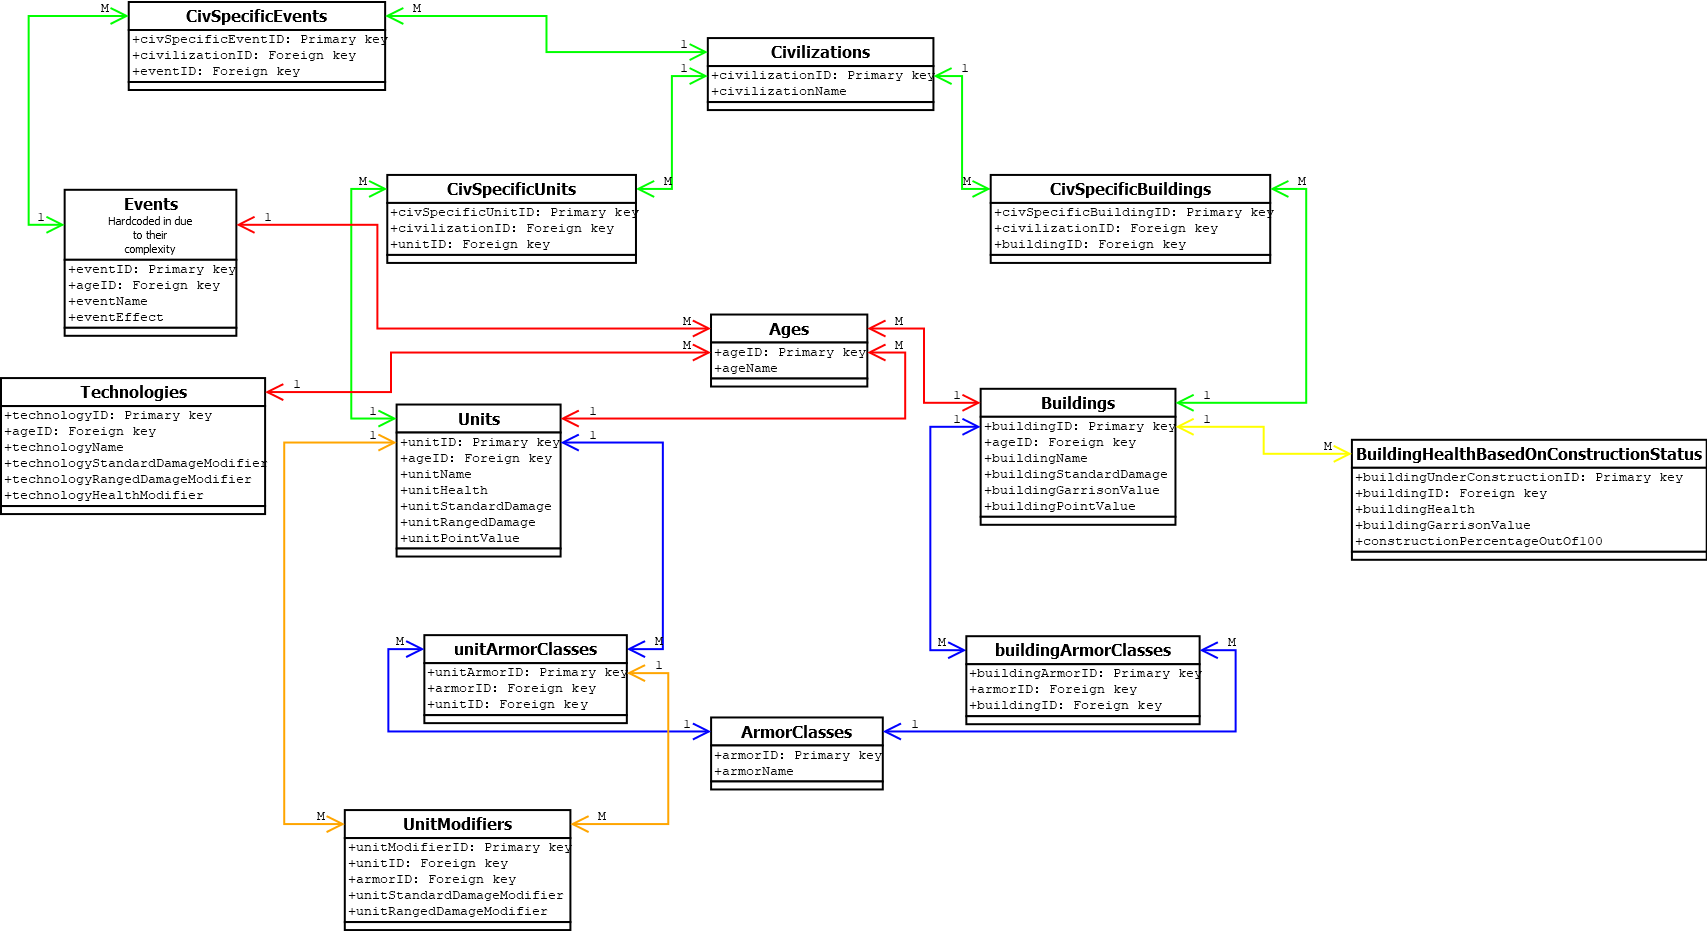 M
CivSpecificEvents
+civSpecificEventID: Primary key
+civilizationID: Foreign key
+eventID: Foreign key
M
1
Civilizations
+civilizationID: Primary key
+civilizationName
1
1
M
CivSpecificUnits
+civSpecificUnitID: Primary key
+civilizationID: Foreign key
+unitID: Foreign key
M
M
CivSpecificBuildings
+civSpecificBuildingID: Primary key
+civilizationID: Foreign key
+buildingID: Foreign key
M
1
Events
Hardcoded in due
to their
complexity
+eventID: Primary key
+ageID: Foreign key
+eventName
+eventEffect
1
M
M
Ages
+ageID: Primary key
+ageName
M
M
Technologies
+technologyID: Primary key
+ageID: Foreign key
+technologyName
+technologyStandardDamageModifier
+technologyRangedDamageModifier
+technologyHealthModifier
1
1
1
Units
+unitID: Primary key
+ageID: Foreign key
+unitName
+unitHealth
+unitStandardDamage
+unitRangedDamage
+unitPointValue
1
1
1
1
Buildings
+buildingID: Primary key
+ageID: Foreign key
+buildingName
+buildingStandardDamage
+buildingGarrisonValue
+buildingPointValue
1
1
M
BuildingHealthBasedOnConstructionStatus
+buildingUnderConstructionID: Primary key
+buildingID: Foreign key
+buildingHealth
+buildingGarrisonValue
+constructionPercentageOutOf100
M
unitArmorClasses
+unitArmorID: Primary key
+armorID: Foreign key
+unitID: Foreign key
M
1
M
buildingArmorClasses
+buildingArmorID: Primary key
+armorID: Foreign key
+buildingID: Foreign key
M
1
ArmorClasses
+armorID: Primary key
+armorName
1
M
UnitModifiers
+unitModifierID: Primary key
+unitID: Foreign key
+armorID: Foreign key
+unitStandardDamageModifier
+unitRangedDamageModifier
M